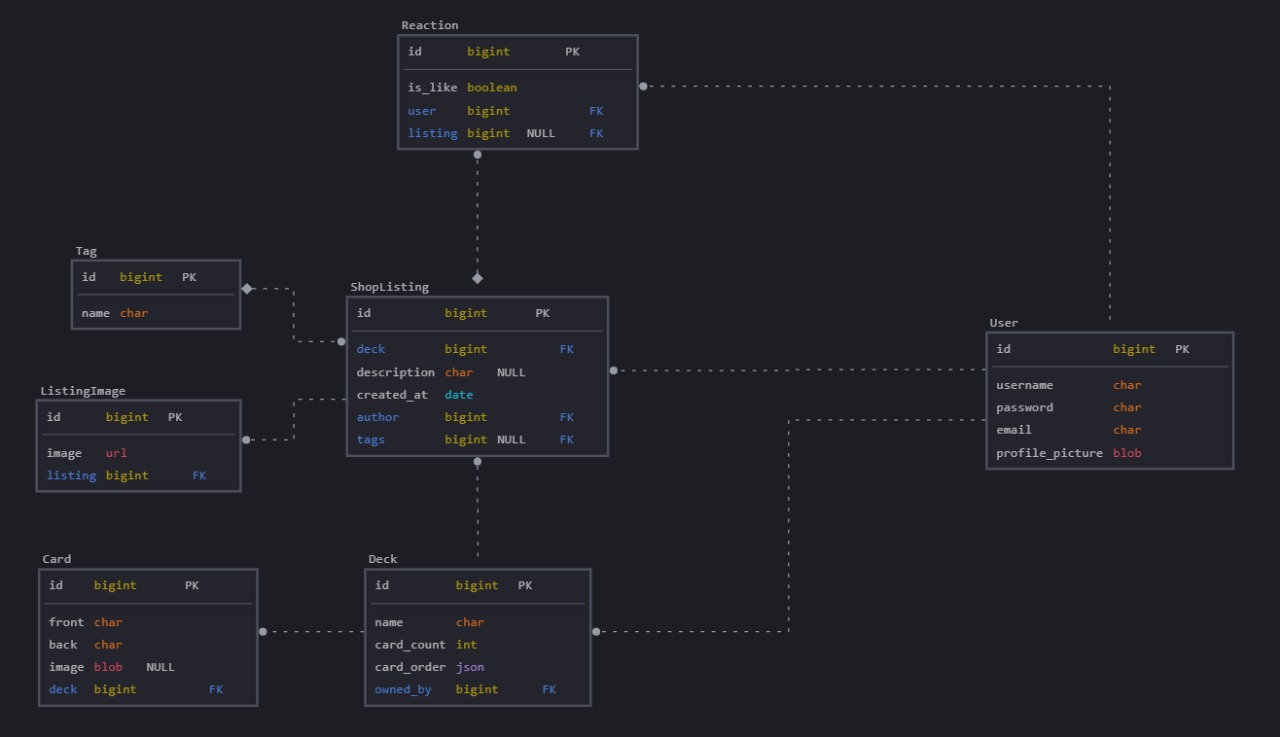 Reaction
id bigint PK
is_like boolean
user bigint FK
listing bigint NULL FK
Tag
id bigint PK
name char
ShopListing
id bigint PK
deck bigint FK
description char NULL
created_at date
author bigint FK
tags bigint NULL FK
User
id bigint PK
username char
password char
email char
profile_picture blob
ListingImage
id bigint PK
image url
listing bigint FK
Card
id bigint PK
front char
back char
image blob NULL
deck bigint FK
Deck
id bigint PK
name char
card_count int
card_order json
owned_by bigint FK